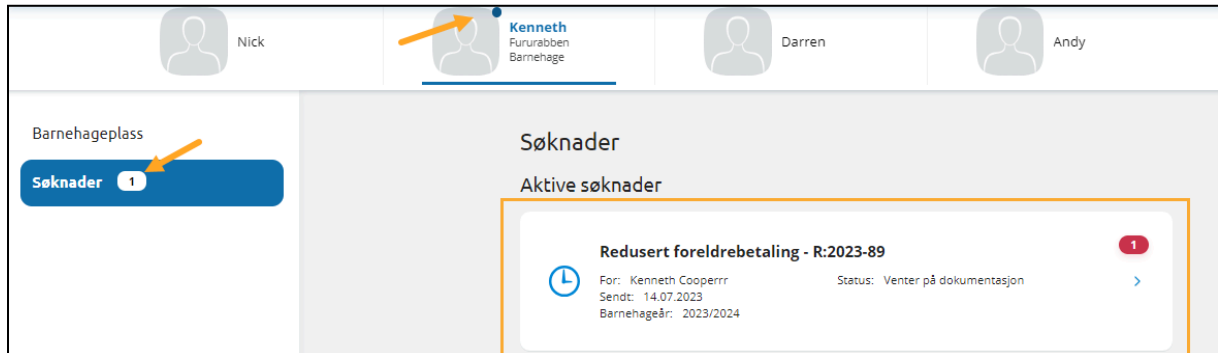 Nick
Kenneth
Fururabben
Barnehage
Darren
Andy
Barnehageplass
Søknader 1
Søknader
Aktive søknader
Redusert foreldrebetaling - R:2023-89
1
For: Kenneth Cooperrr Status: Venter på dokumentasjon
Sendt: 14.07.2023
Barnehageår: 2023/2024